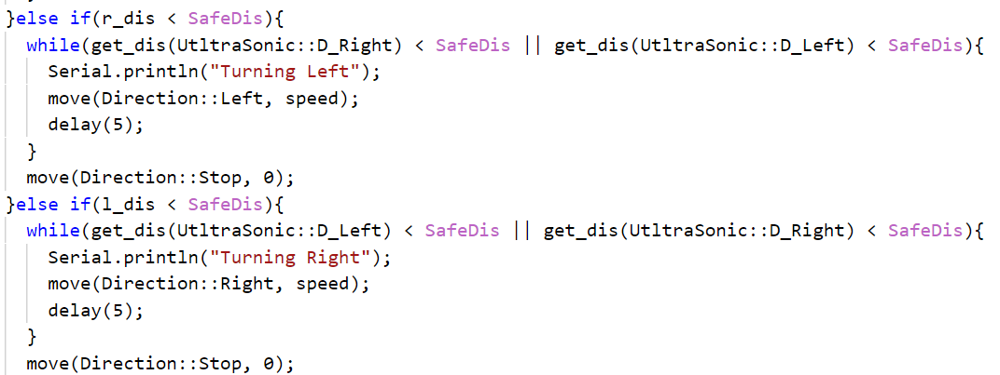 }else if(r_dis < SafeDis){
while(get_dis(UtltraSonic::D_Right) < SafeDis || get_dis(UtltraSonic::D_Left) < SafeDis){
Serial.println("Turning Left");
move(Direction::Left, speed);
delay(5);
}
move(Direction::Stop, 0);
}else if(l_dis < SafeDis){
while(get_dis(UtltraSonic::D_Left) < SafeDis || get_dis(UtltraSonic::D_Right) < SafeDis){
Serial.println("Turning Right");
move(Direction::Right, speed);
delay(5);
}
move(Direction::Stop, 0);